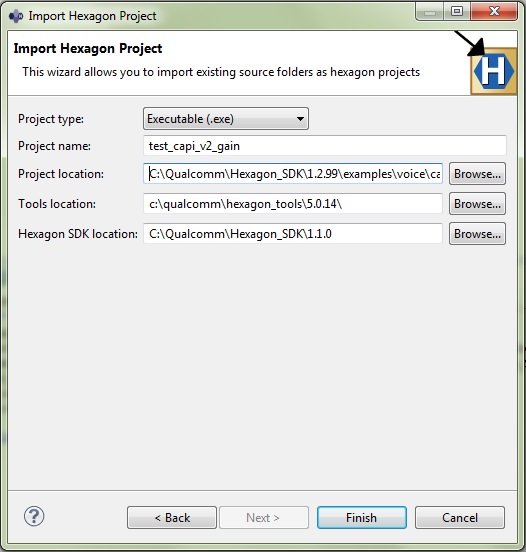 Import Hexagon Project
Import Hexagon Project
This wizard allows you to import existing source folders as hexagon projects
H
Project type: Executable (.exe)
Project name: test_capi_v2_gain
Project location: C:\Qualcomm\Hexagon_SDK\1.2.99\examples\voice\ca Browse...
Tools location: c:\qualcomm\hexagon_tools\5.0.14\ Browse...
Hexagon SDK location: C:\Qualcomm\Hexagon_SDK\1.1.0 Browse...
? < Back Next > Finish Cancel